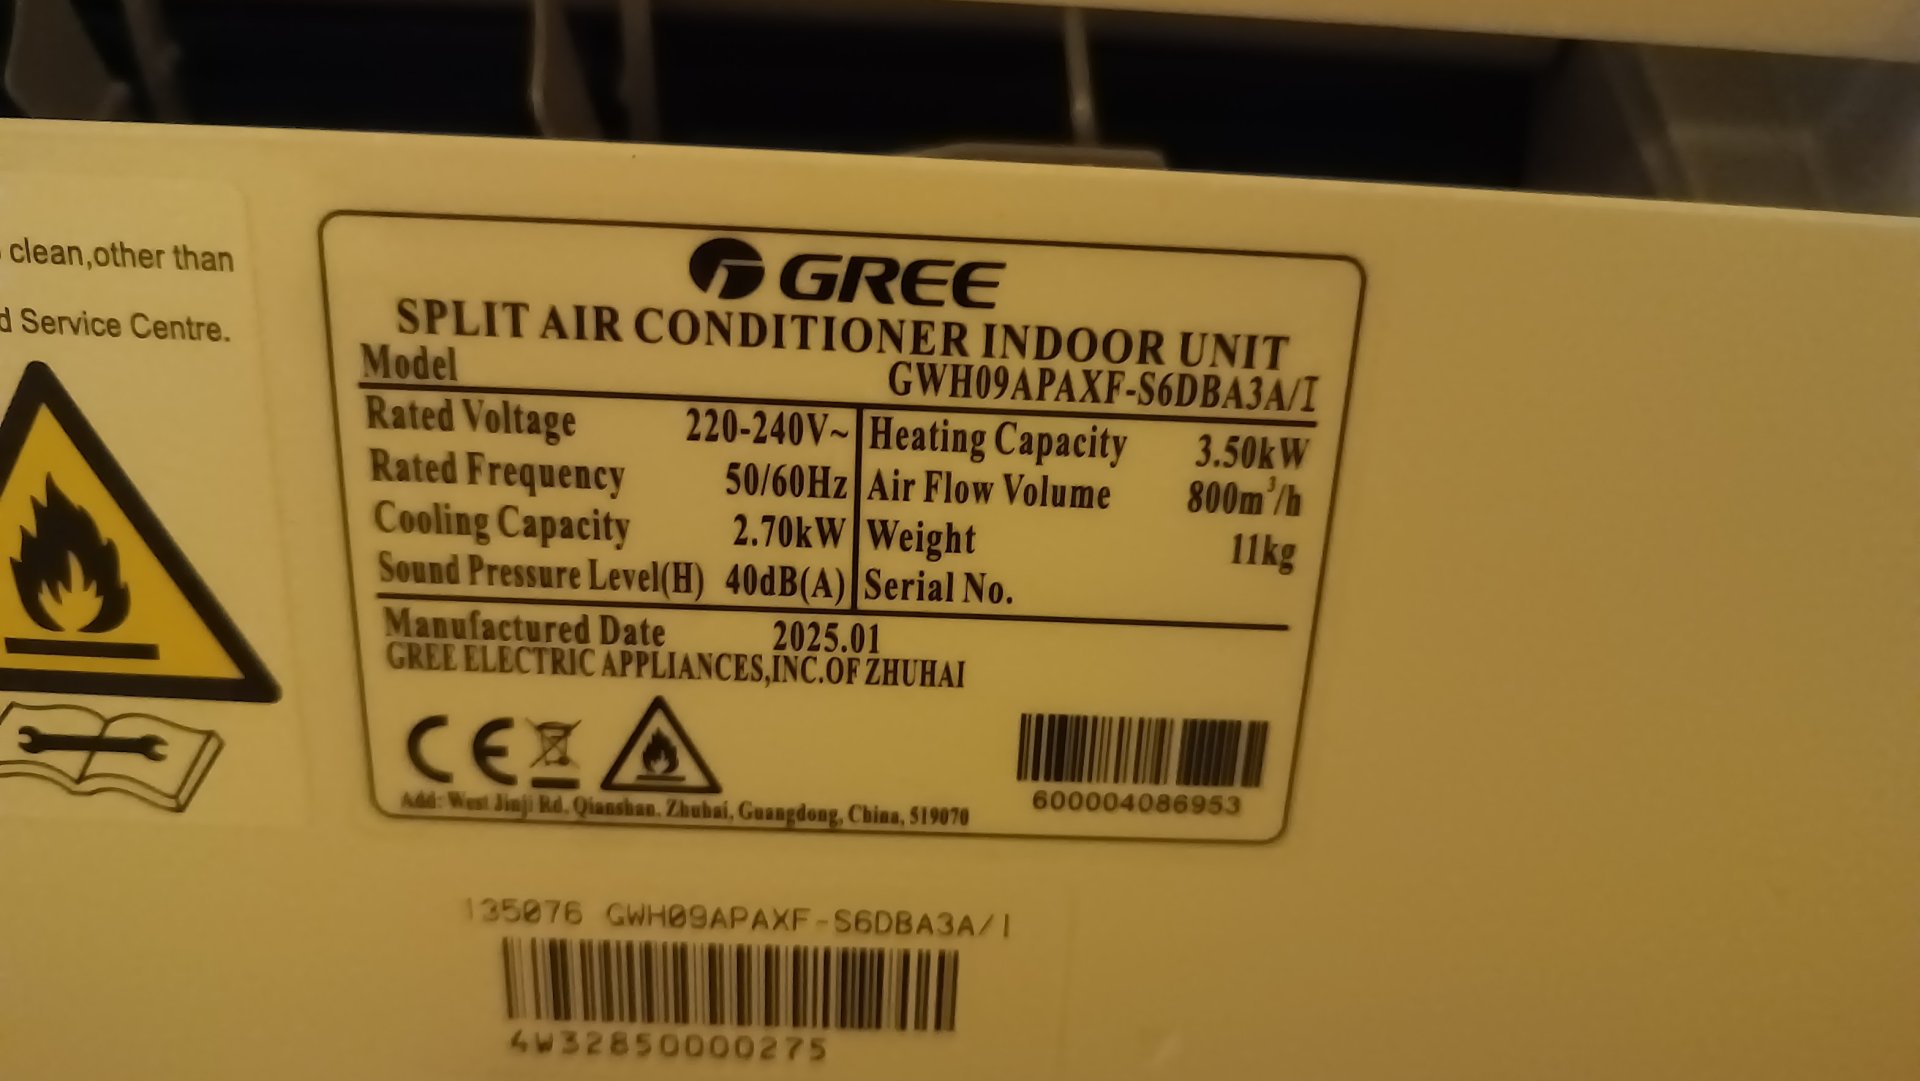 clean,other than
d Service Centre.
GREE
SPLIT AIR CONDITIONER INDOOR UNIT
Model GWH09APAXF-S6DBA3A/I
Rated Voltage 220-240V~ Heating Capacity 3.50kW
Rated Frequency 50/60Hz Air Flow Volume 800m³/h
Cooling Capacity 2.70kW Weight 11kg
Sound Pressure Level(H) 40dB(A) Serial No.
Manufactured Date 2025.01
GREE ELECTRIC APPLIANCES,INC.OF ZHUHAI
CE
Add: West Jinji Rd, Qianshan, Zhuhai, Guangdong, China, 519070
600004086953
135076 GWH09APAXF-S6DBA3A/I
4W32850000275